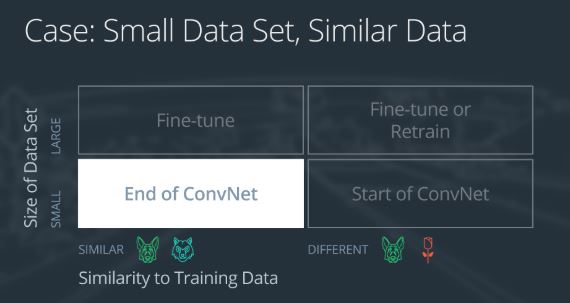 Case: Small Data Set, Similar Data
Size of Data Set
LARGE
SMALL
Fine-tune
Fine-tune or
Retrain
End of ConvNet
Start of ConvNet
SIMILAR
DIFFERENT
Similarity to Training Data